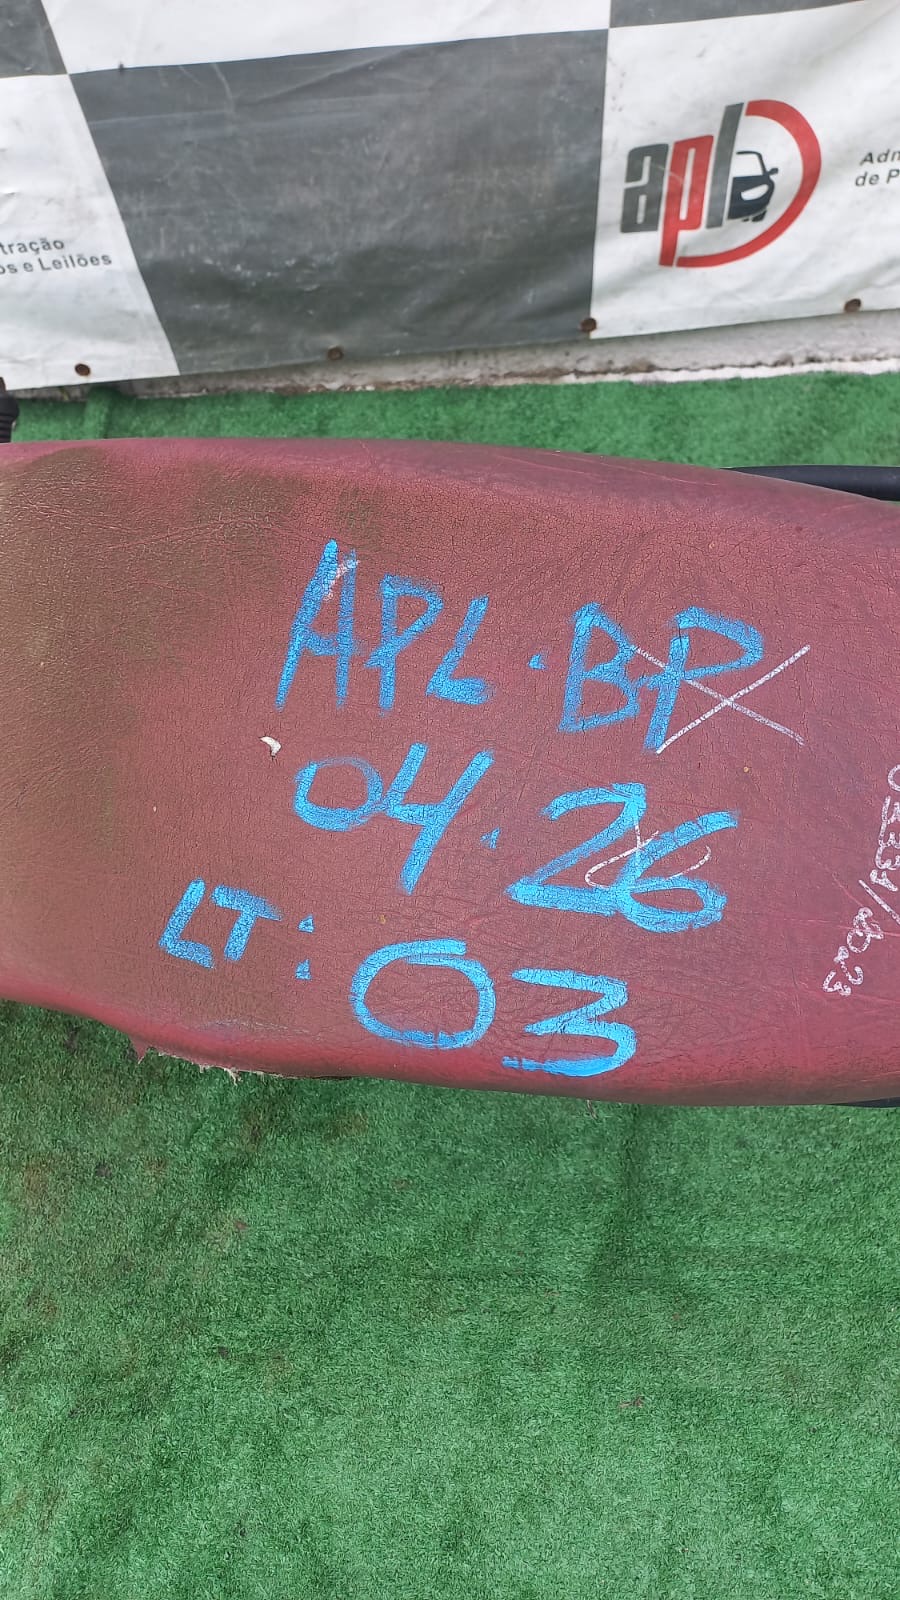 tração
os e Leilões
apl
Adm
de P
APL.BP
04.26
LT:03